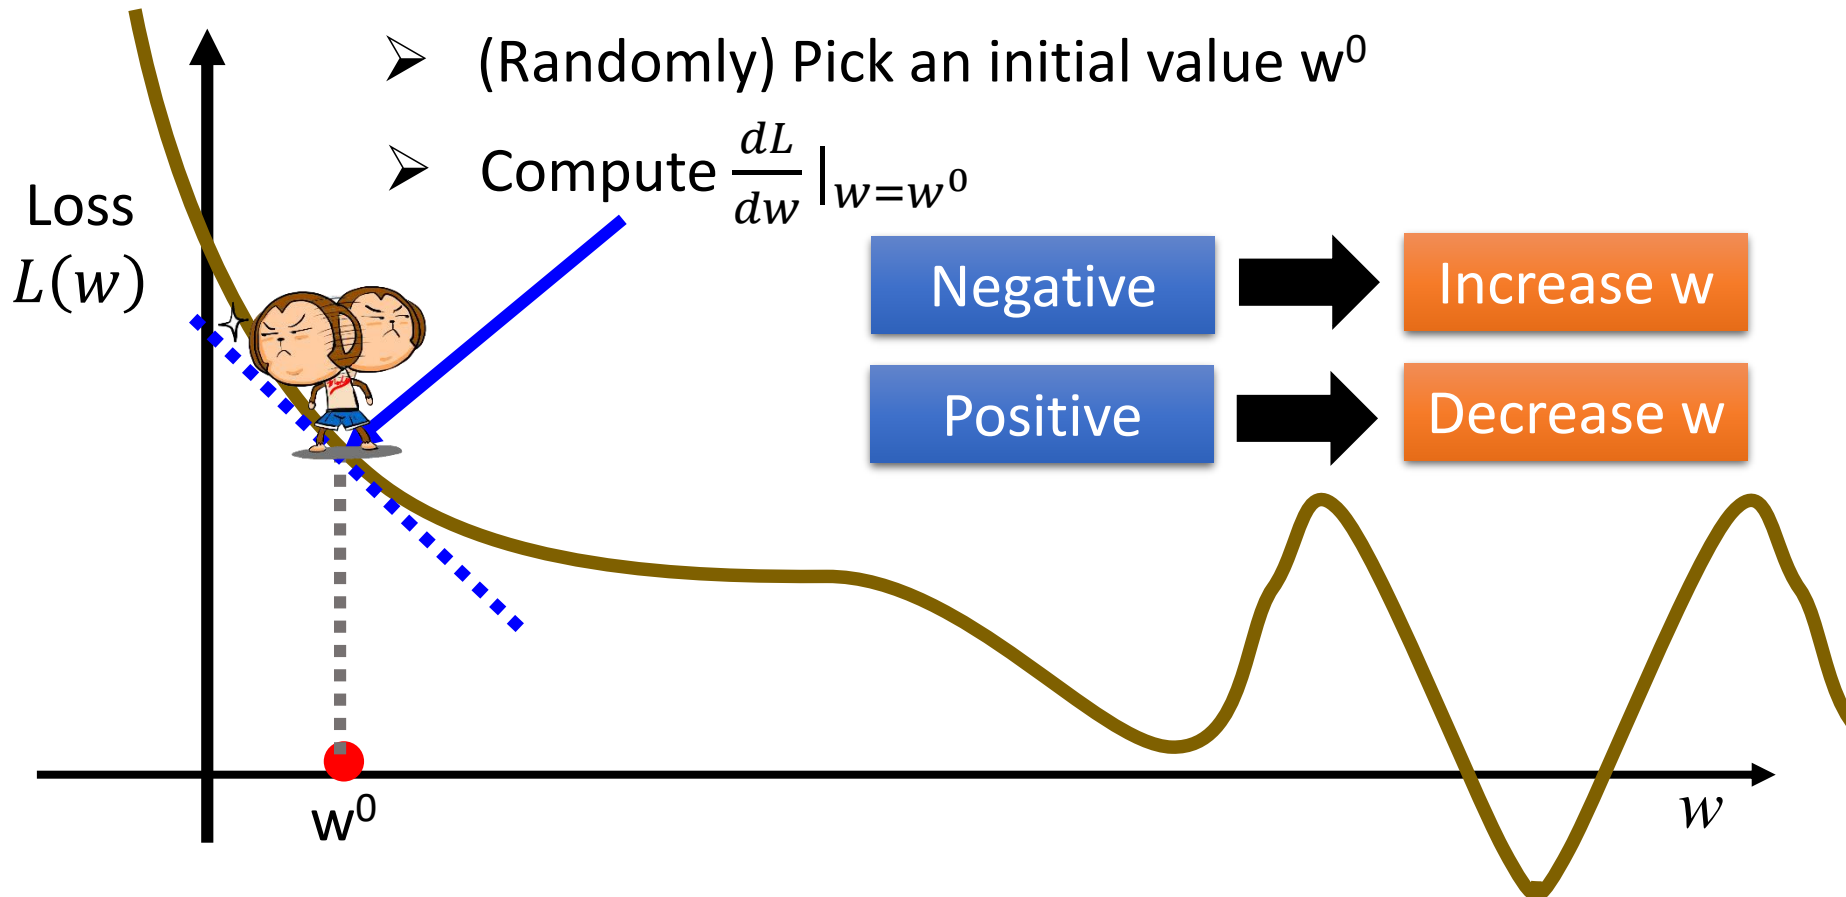 ➢ (Randomly) Pick an initial value w⁰
➢ Compute dL/dw |w=w⁰
Loss
L(w)
Negative
Increase w
Positive
Decrease w
w⁰
w